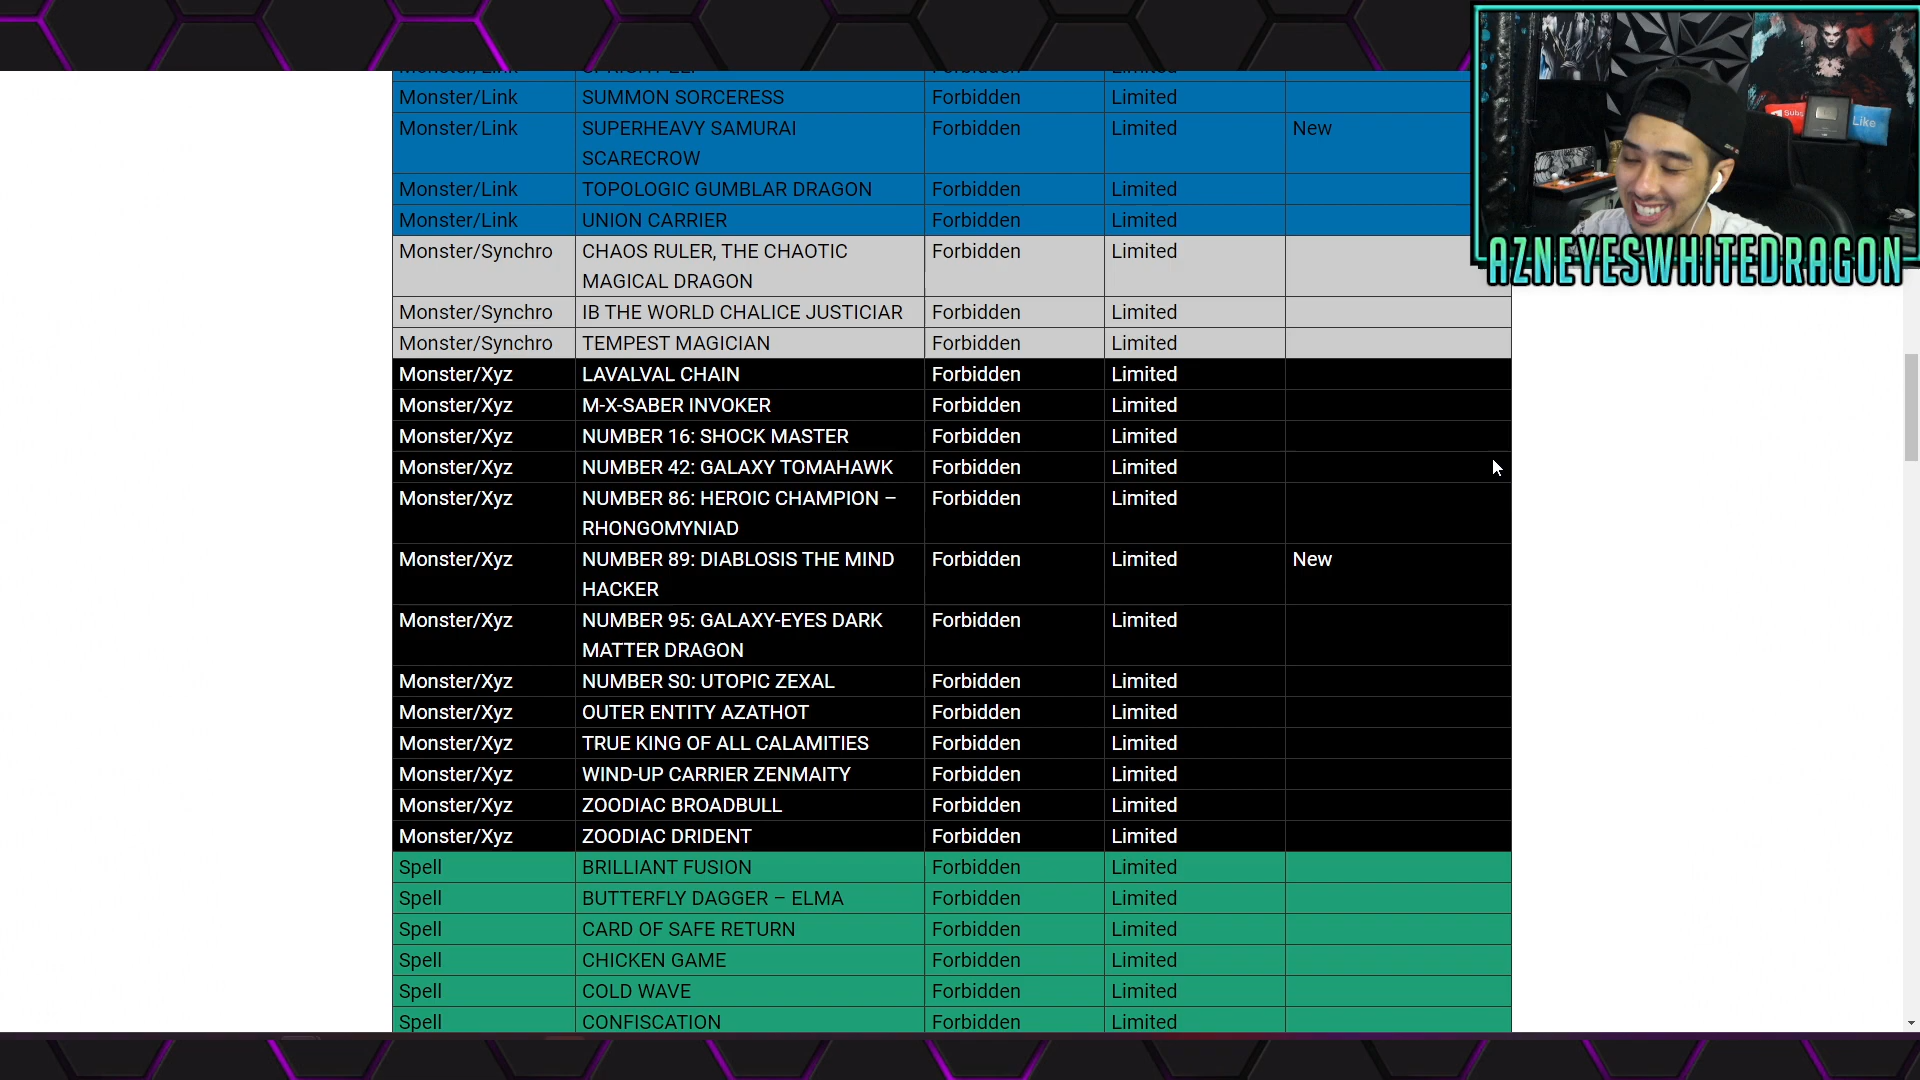 Monster/Link SPRIGHT ELF Forbidden Limited
Monster/Link SUMMON SORCERESS Forbidden Limited
Monster/Link SUPERHEAVY SAMURAI Forbidden Limited New
SCARECROW
Monster/Link TOPOLOGIC GUMBLAR DRAGON Forbidden Limited
Monster/Link UNION CARRIER Forbidden Limited
Monster/Synchro CHAOS RULER, THE CHAOTIC Forbidden Limited
MAGICAL DRAGON
Monster/Synchro IB THE WORLD CHALICE JUSTICIAR Forbidden Limited
Monster/Synchro TEMPEST MAGICIAN Forbidden Limited
Monster/Xyz LAVALVAL CHAIN Forbidden Limited
Monster/Xyz M-X-SABER INVOKER Forbidden Limited
Monster/Xyz NUMBER 16: SHOCK MASTER Forbidden Limited
Monster/Xyz NUMBER 42: GALAXY TOMAHAWK Forbidden Limited
Monster/Xyz NUMBER 86: HEROIC CHAMPION – Forbidden Limited
RHONGOMYNIAD
Monster/Xyz NUMBER 89: DIABLOSIS THE MIND Forbidden Limited New
HACKER
Monster/Xyz NUMBER 95: GALAXY-EYES DARK Forbidden Limited
MATTER DRAGON
Monster/Xyz NUMBER S0: UTOPIC ZEXAL Forbidden Limited
Monster/Xyz OUTER ENTITY AZATHOT Forbidden Limited
Monster/Xyz TRUE KING OF ALL CALAMITIES Forbidden Limited
Monster/Xyz WIND-UP CARRIER ZENMAITY Forbidden Limited
Monster/Xyz ZOODIAC BROADBULL Forbidden Limited
Monster/Xyz ZOODIAC DRIDENT Forbidden Limited
Spell BRILLIANT FUSION Forbidden Limited
Spell BUTTERFLY DAGGER – ELMA Forbidden Limited
Spell CARD OF SAFE RETURN Forbidden Limited
Spell CHICKEN GAME Forbidden Limited
Spell COLD WAVE Forbidden Limited
Spell CONFISCATION Forbidden Limited
Subs
Like
AZNEYESWHITEDRAGON